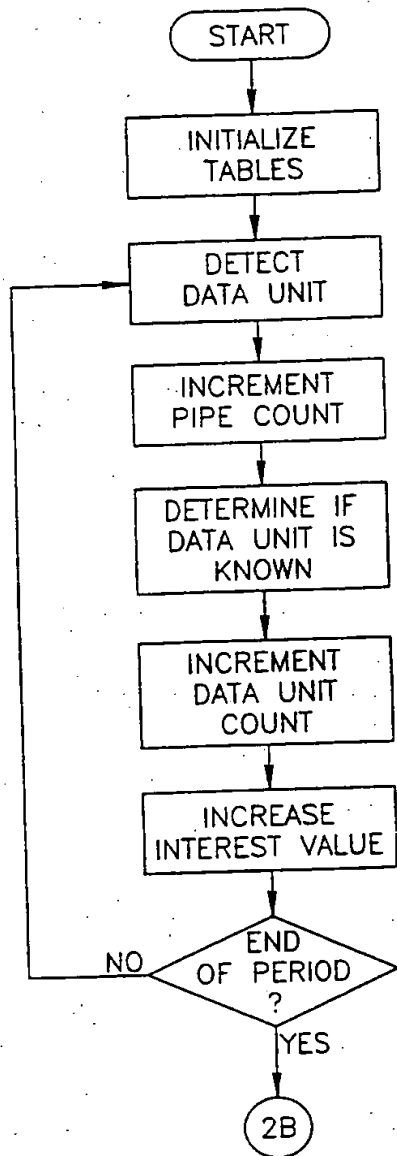 START
INITIALIZE
TABLES
DETECT
DATA UNIT
INCREMENT
PIPE COUNT
DETERMINE IF
DATA UNIT IS
KNOWN
INCREMENT
DATA UNIT
COUNT
INCREASE
INTEREST VALUE
END
OF PERIOD
?
NO
YES
2B